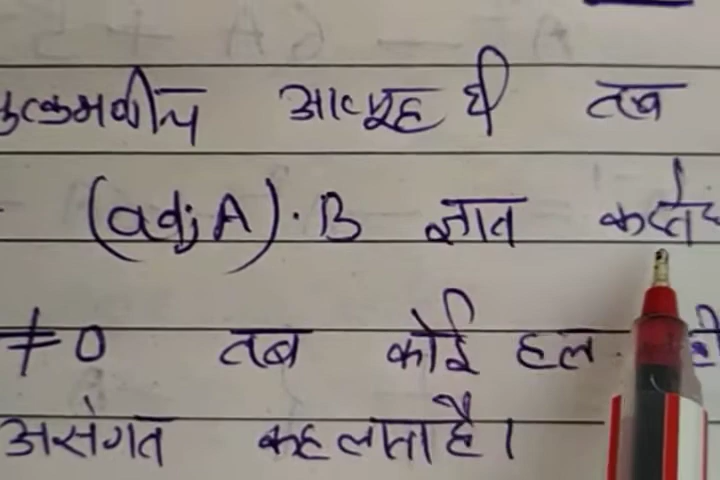 व्युत्क्रमणीय आव्यूह हो तब
(adj A) . B ज्ञात करते
≠ 0 तब कोई हल
असंगत कहलाता है।